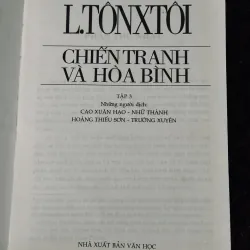 L.TÔNXTÔI
CHIẾN TRANH
VÀ HÒA BÌNH
TẬP 3
Những người dịch:
CAO XUÂN HẠO - NHỮ THÀNH
HOÀNG THIẾU SƠN - TRƯỜNG XUYÊN
NHÀ XUẤT BẢN VĂN HỌC